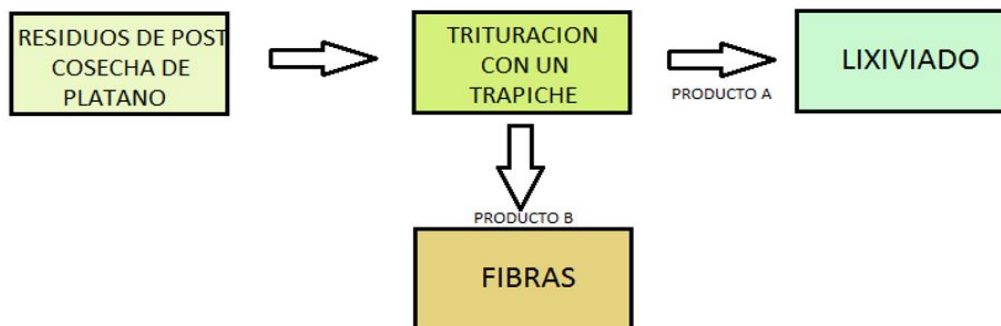 RESIDUOS DE POST
COSECHA DE
PLATANO
TRITURACION
CON UN
TRAPICHE
PRODUCTO A
LIXIVIADO
PRODUCTO B
FIBRAS